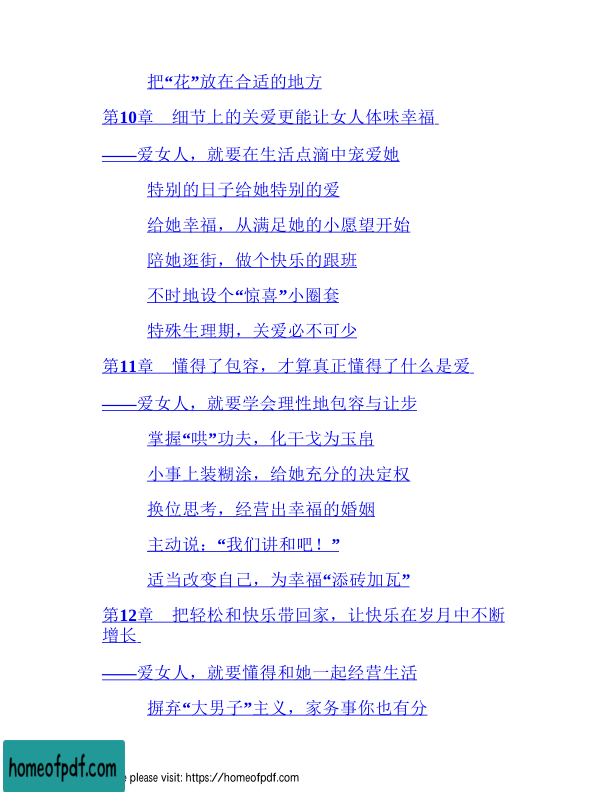 把“花”放在合适的地方
第10章　细节上的关爱更能让女人体味幸福
——爱女人，就要在生活点滴中宠爱她
特别的日子给她特别的爱
给她幸福，从满足她的小愿望开始
陪她逛街，做个快乐的跟班
不时地设个“惊喜”小圈套
特殊生理期，关爱必不可少
第11章　懂得了包容，才算真正懂得了什么是爱
——爱女人，就要学会理性地包容与让步
掌握“哄”功夫，化干戈为玉帛
小事上装糊涂，给她充分的决定权
换位思考，经营出幸福的婚姻
主动说：“我们讲和吧！”
适当改变自己，为幸福“添砖加瓦”
第12章　把轻松和快乐带回家，让快乐在岁月中不断
增长
——爱女人，就要懂得和她一起经营生活
摒弃“大男子”主义，家务事你也有分
homeofpdf.com
e please visit: https://homeofpdf.com